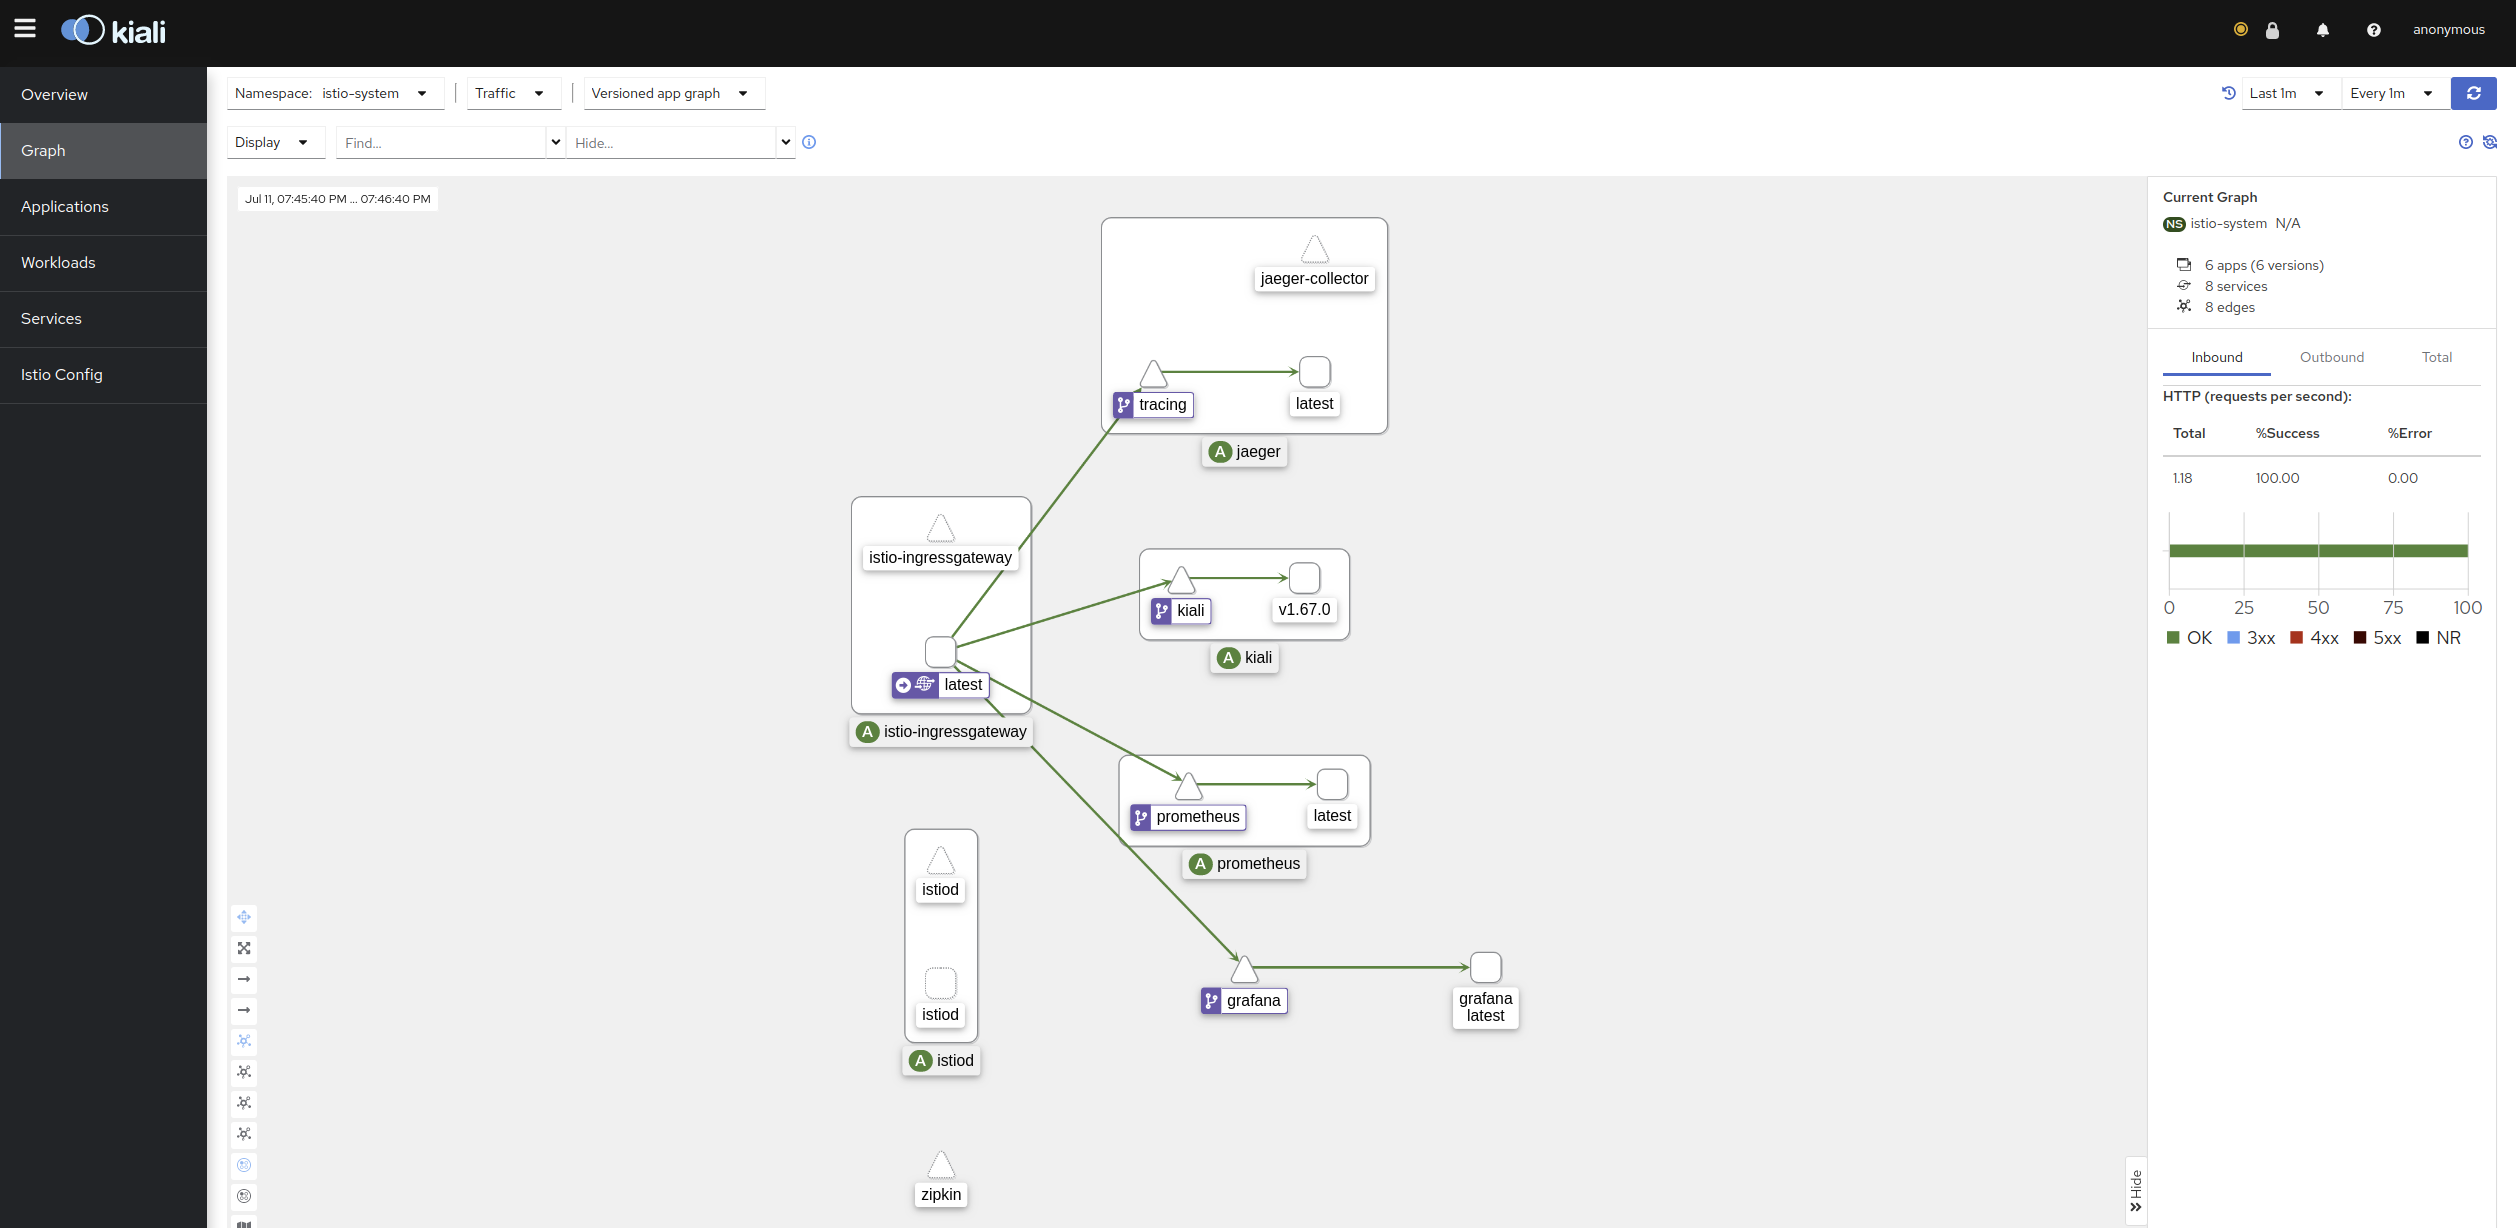 kiali
anonymous
Overview
Graph
Applications
Workloads
Services
Istio Config
Namespace: istio-system
Traffic
Versioned app graph
Last 1m
Every 1m
Display
Find...
Hide...
Jul 11, 07:45:40 PM ... 07:46:40 PM
jaeger-collector
tracing
latest
A jaeger
istio-ingressgateway
latest
A istio-ingressgateway
kiali
v1.67.0
A kiali
prometheus
latest
A prometheus
istiod
istiod
A istiod
grafana
grafana
latest
zipkin
Hide
Current Graph
NS istio-system N/A
6 apps (6 versions)
8 services
8 edges
Inbound
Outbound
Total
HTTP (requests per second):
Total %Success %Error
1.18 100.00 0.00
0 25 50 75 100
OK 3xx 4xx 5xx NR